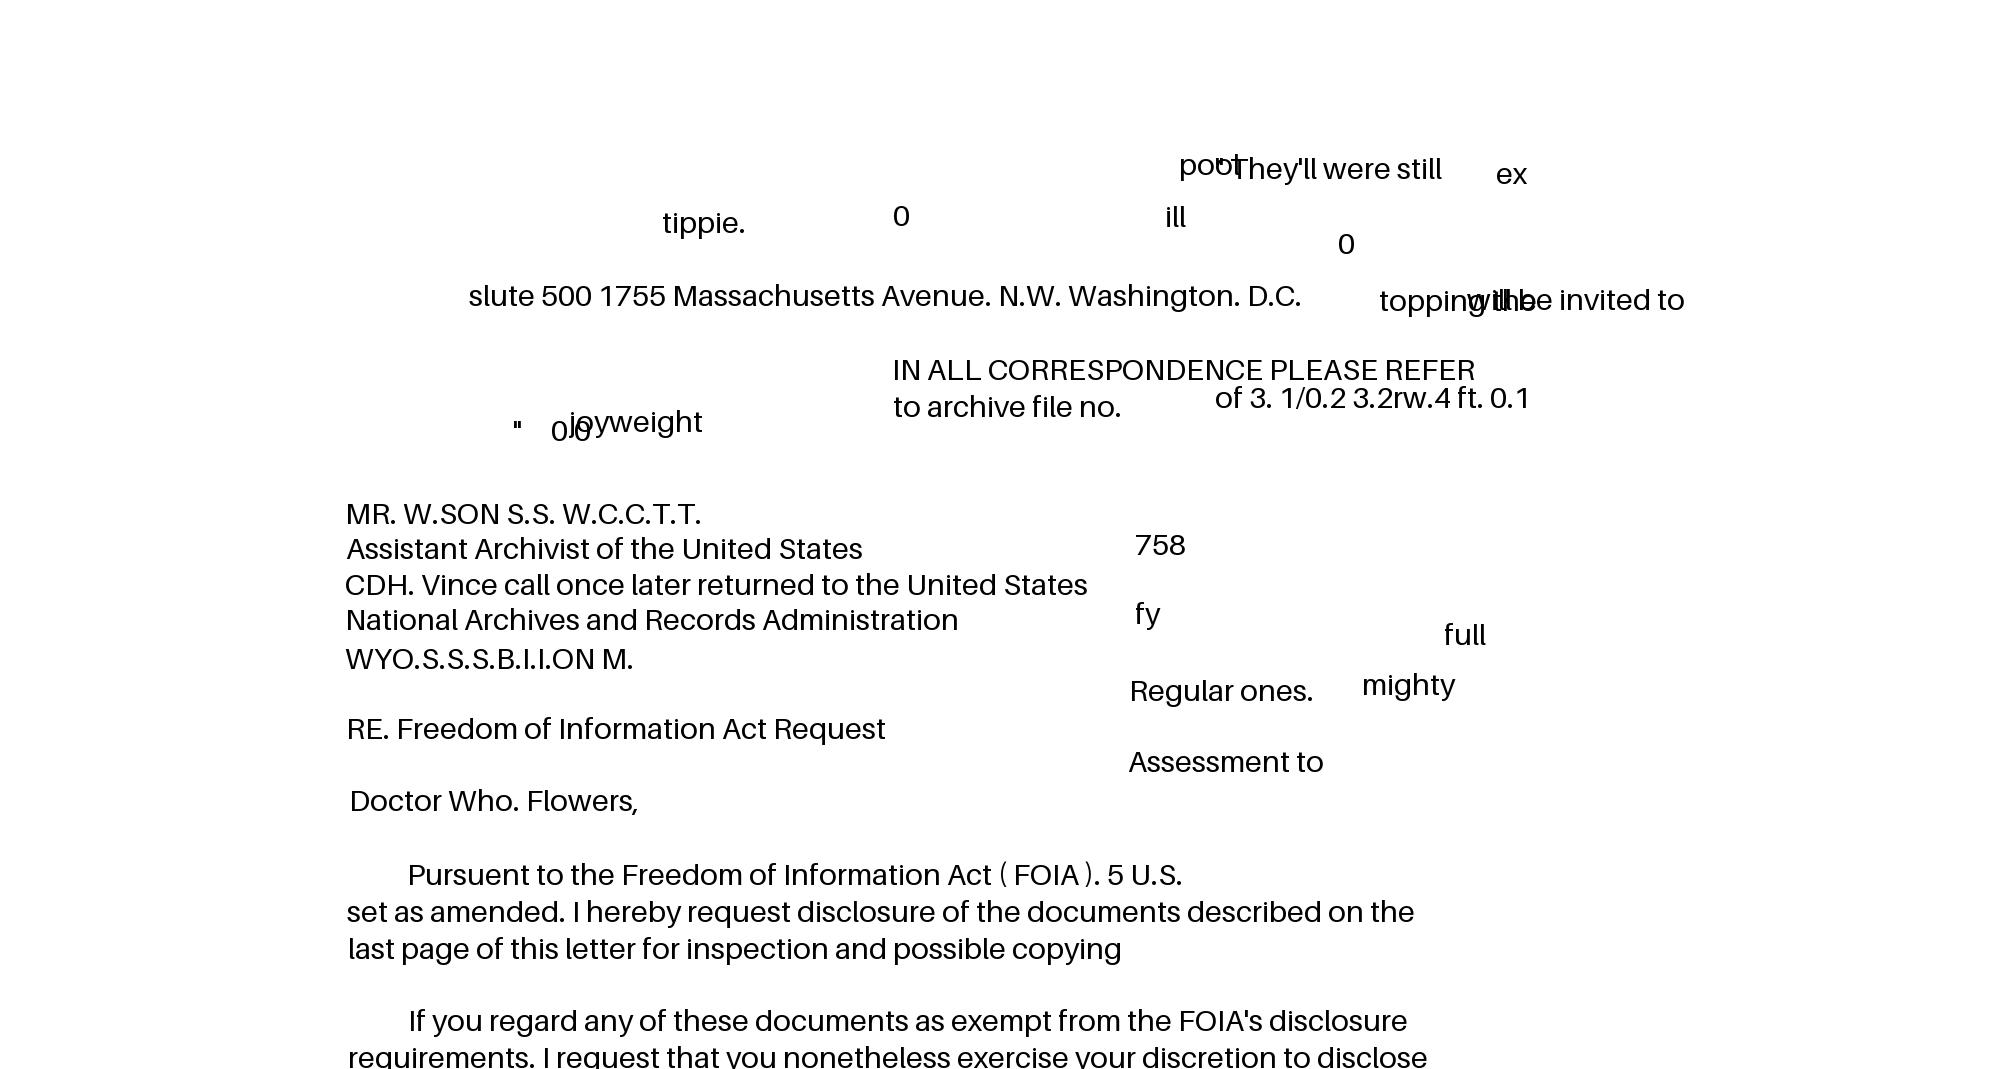 poot "They'll were still ex
tippie. 0 ill
0
slute 500 1755 Massachusetts Avenue. N.W. Washington. D.C. topping the will be invited to
IN ALL CORRESPONDENCE PLEASE REFER
to archive file no. of 3. 1/0.2 3.2rw.4 ft. 0.1
" 0.0 joyweight
MR. W.SON S.S. W.C.C.T.T.
Assistant Archivist of the United States 758
CDH. Vince call once later returned to the United States
National Archives and Records Administration fy
full
WYO.S.S.S.B.I.I.ON M.
Regular ones. mighty
RE. Freedom of Information Act Request
Assessment to
Doctor Who. Flowers,
Pursuent to the Freedom of Information Act ( FOIA ). 5 U.S.
set as amended. I hereby request disclosure of the documents described on the
last page of this letter for inspection and possible copying
If you regard any of these documents as exempt from the FOIA's disclosure
requirements. I request that you nonetheless exercise your discretion to disclose